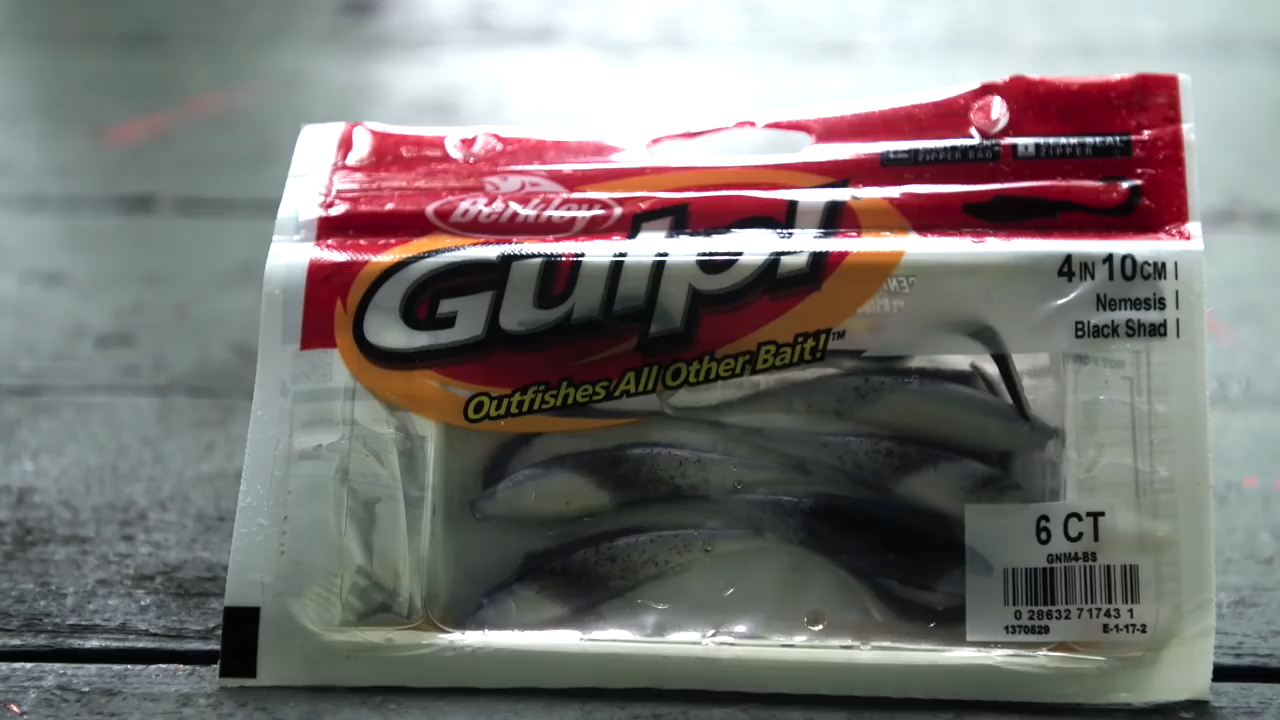 ZIPPER BAG
ZIPPER
Berkley
Gulp!
Outfishes All Other Bait!™
4IN 10CM
Nemesis
Black Shad
6 CT
GNM4-BS
0 28632 71743 1
1370529 E-1-17-2